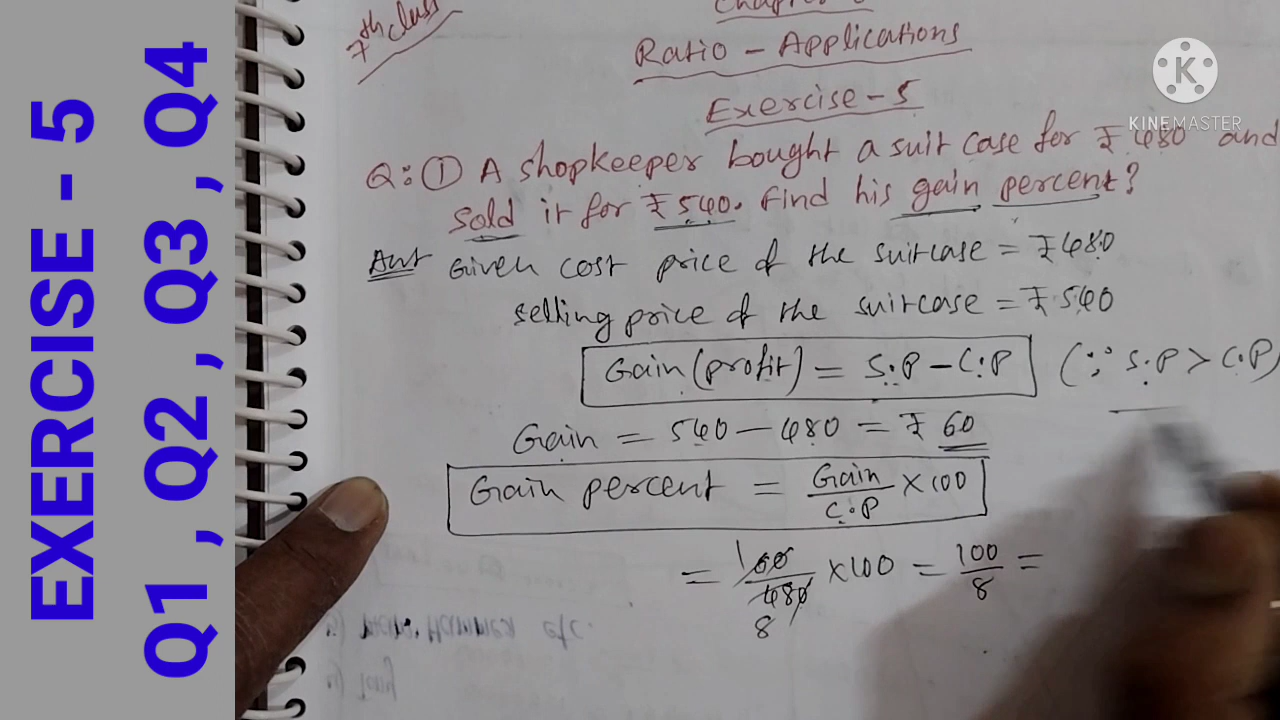 EXERCISE - 5
Q1 , Q2 , Q3 , Q4
7th class
Ratio - Applications
Exercise - 5
KINEMASTER
Q:① A shopkeeper bought a suit case for ₹ 480 and
sold it for ₹ 540. Find his gain percent?
Ans Given cost price of the suitcase = ₹ 480
selling price of the suitcase = ₹ 540
Gain (profit) = S.P - C.P (∵ S.P > C.P)
Gain = 540 - 480 = ₹ 60
Gain percent = Gain/C.P × 100
= 60/480 × 100 = 100/8 =
1 8
etc.